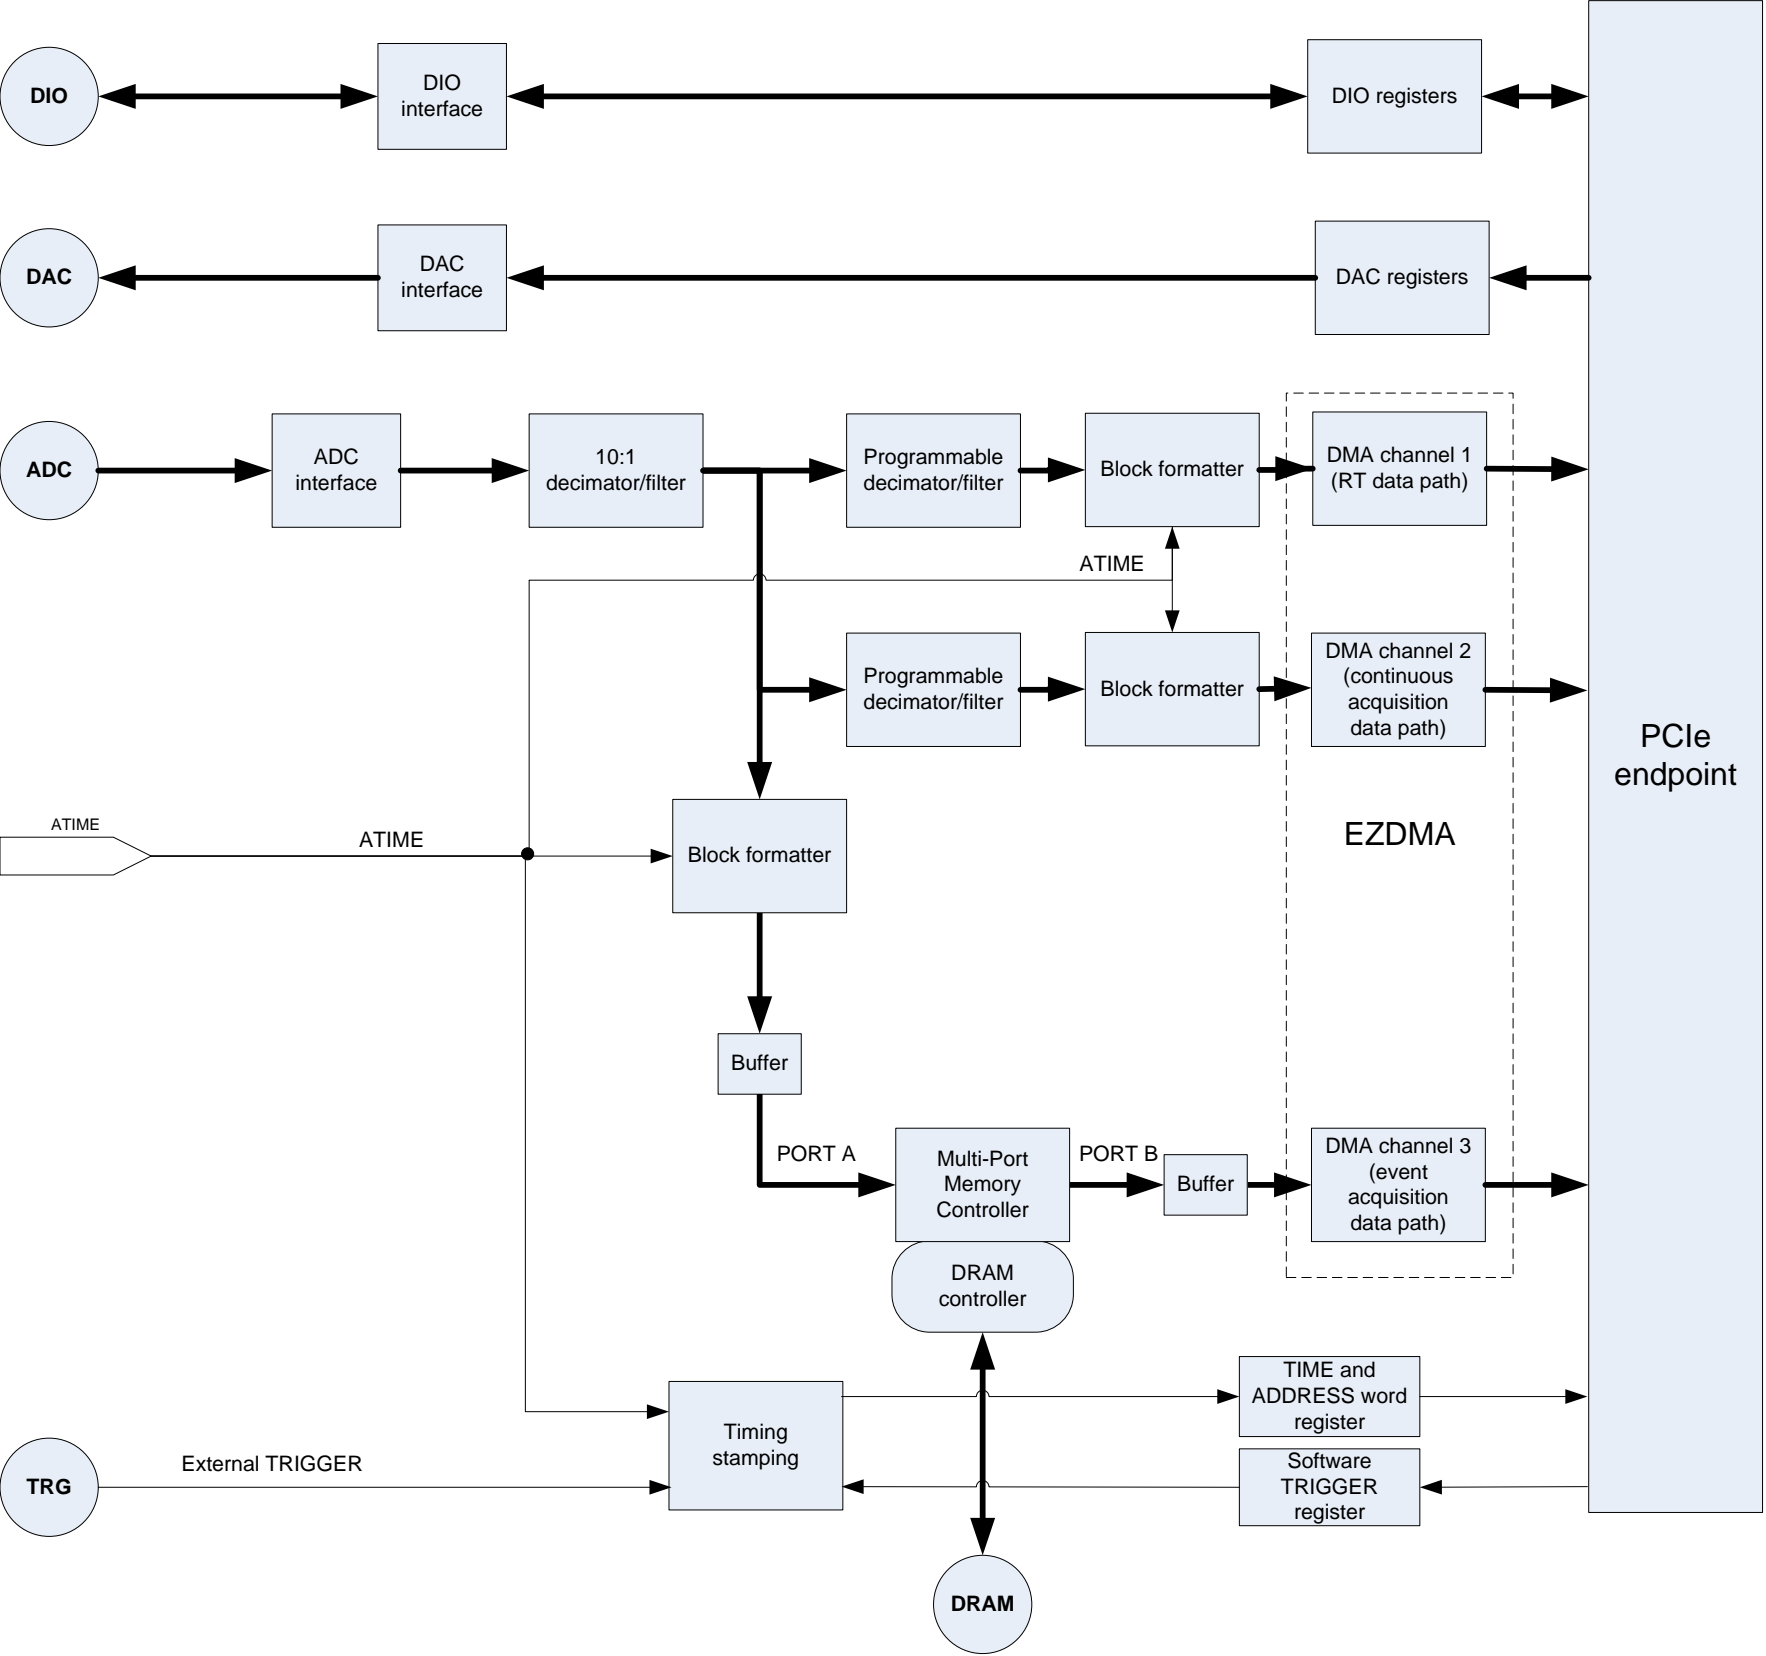 DIO
DIO
interface
DIO registers
DAC
DAC
interface
DAC registers
ADC
ADC
interface
10:1
decimator/filter
Programmable
decimator/filter
Block formatter
DMA channel 1
(RT data path)
ATIME
Programmable
decimator/filter
Block formatter
DMA channel 2
(continuous
acquisition
data path)
PCIe
endpoint
ATIME
ATIME
Block formatter
EZDMA
Buffer
PORT A
Multi-Port
Memory
Controller
PORT B
Buffer
DMA channel 3
(event
acquisition
data path)
DRAM
controller
Timing
stamping
TIME and
ADDRESS word
register
TRG
External TRIGGER
Software
TRIGGER
register
DRAM